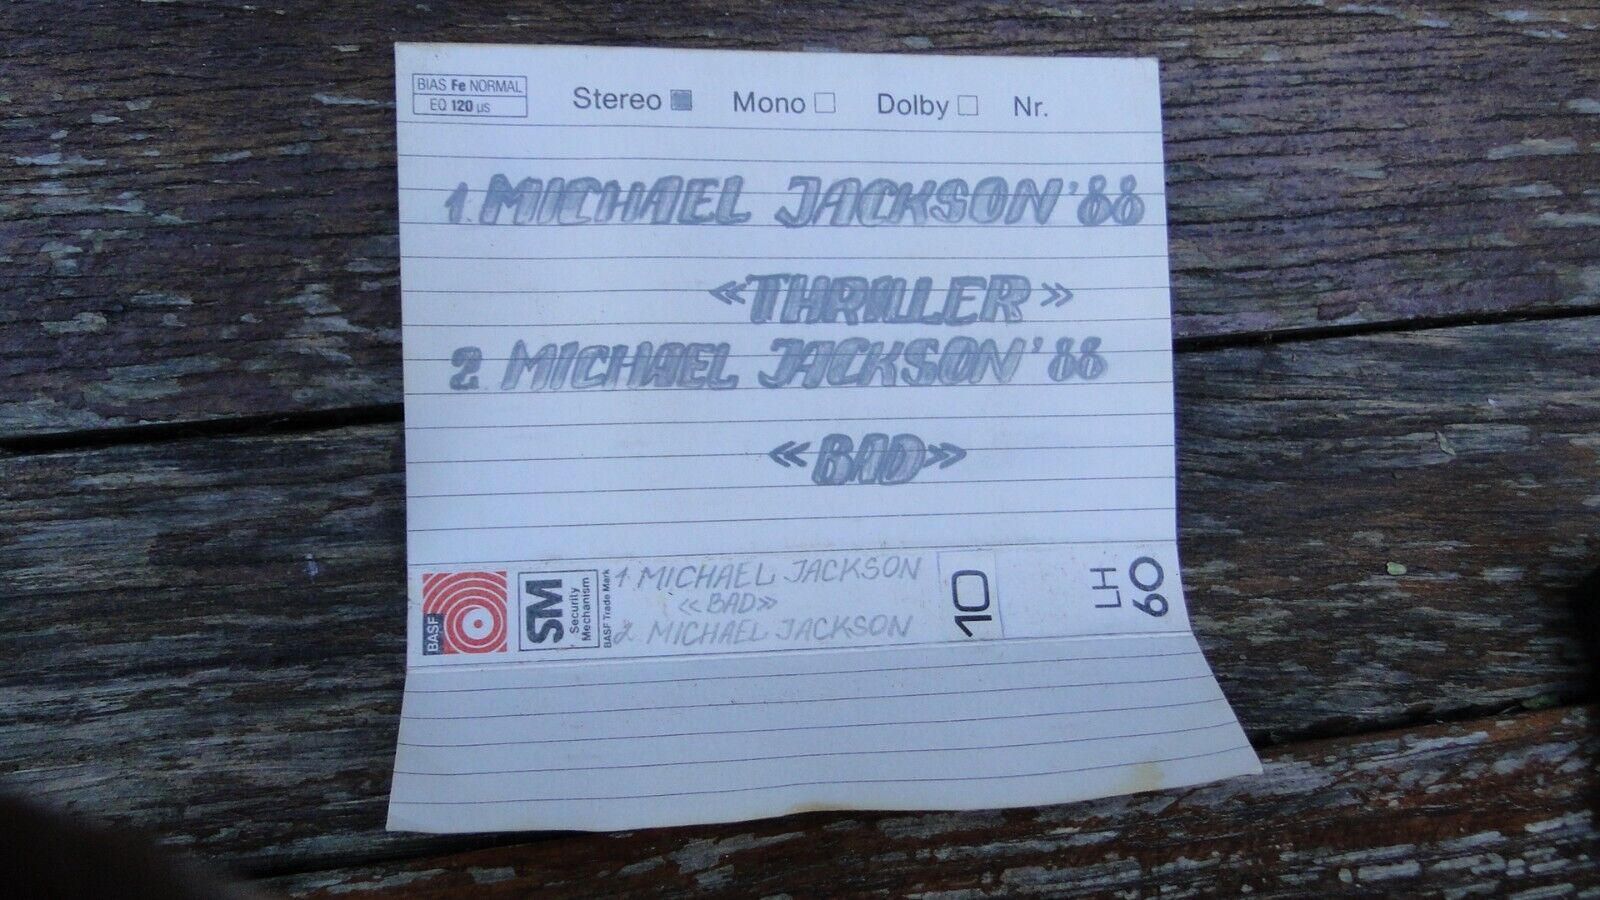 BIAS Fe NORMAL
EQ 120 µs
Stereo Mono Dolby Nr.
1. MICHAEL JACKSON '88
«THRILLER»
2. MICHAEL JACKSON '88
«BAD»
BASF
SM
Security
Mechanism
BASF Trade Mark
1. MICHAEL JACKSON
«BAD»
2. MICHAEL JACKSON
10
LH
60